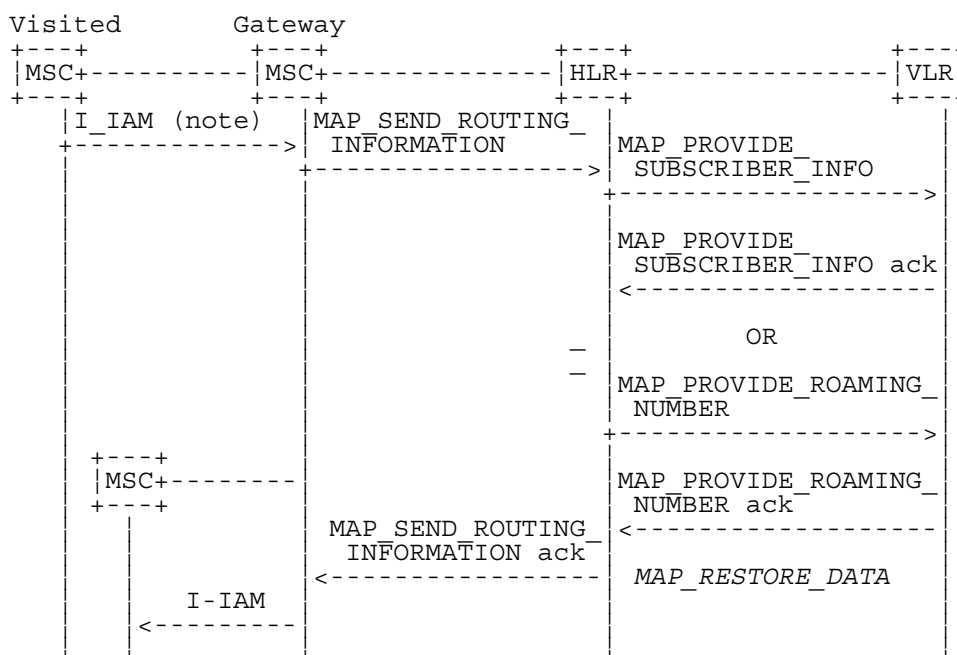 Visited Gateway
MSC MSC HLR VLR
I_IAM (note) MAP_SEND_ROUTING_
INFORMATION MAP_PROVIDE_
SUBSCRIBER_INFO
MAP_PROVIDE_
SUBSCRIBER_INFO ack
OR
MAP_PROVIDE_ROAMING_
NUMBER
MSC MAP_PROVIDE_ROAMING_
NUMBER ack
MAP_SEND_ROUTING_
INFORMATION ack
MAP_RESTORE_DATA
I-IAM